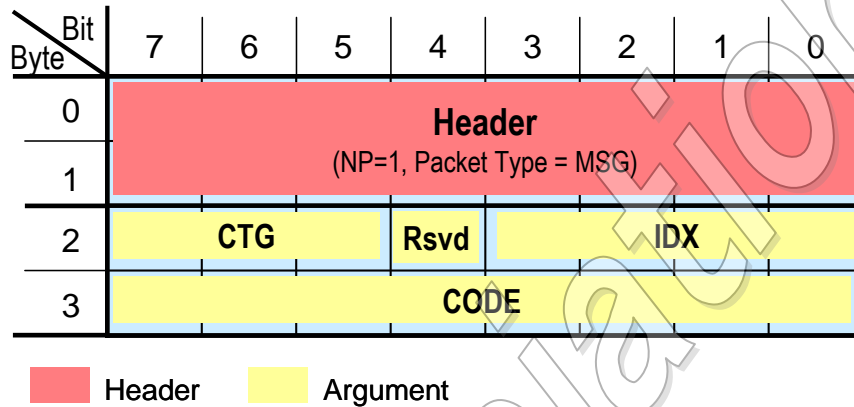 Bit
Byte 7 6 5 4 3 2 1 0
0 Header
(NP=1, Packet Type = MSG)
1
2 CTG Rsvd IDX
3 CODE
Header Argument